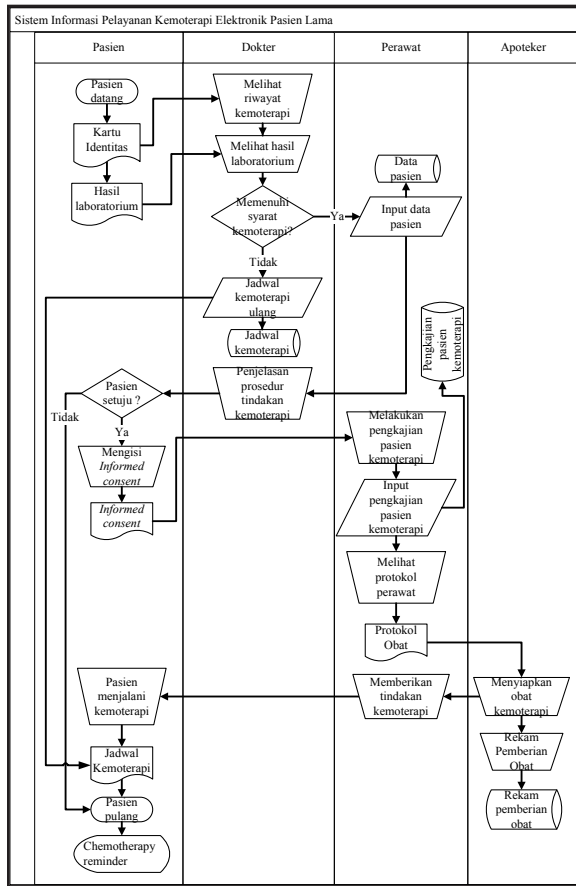 Sistem Informasi Pelayanan Kemoterapi Elektronik Pasien Lama
Pasien
Dokter
Perawat
Apoteker
Pasien
datang
Melihat
riwayat
kemoterapi
Kartu
Identitas
Melihat hasil
laboratorium
Data
pasien
Hasil
laboratorium
Memenuhi
syarat
kemoterapi?
Ya
Input data
pasien
Tidak
Jadwal
kemoterapi
ulang
Jadwal
kemoterapi
Pengkajian
pasien
kemoterapi
Penjelasan
prosedur
tindakan
kemoterapi
Pasien
setuju ?
Tidak
Ya
Mengisi
Informed
consent
Melakukan
pengkajian
pasien
kemoterapi
Informed
consent
Input
pengkajian
pasien
kemoterapi
Melihat
protokol
perawat
Protokol
Obat
Pasien
menjalani
kemoterapi
Memberikan
tindakan
kemoterapi
Menyiapkan
obat
kemoterapi
Jadwal
Kemoterapi
Rekam
Pemberian
Obat
Pasien
pulang
Rekam
pemberian
obat
Chemotherapy
reminder